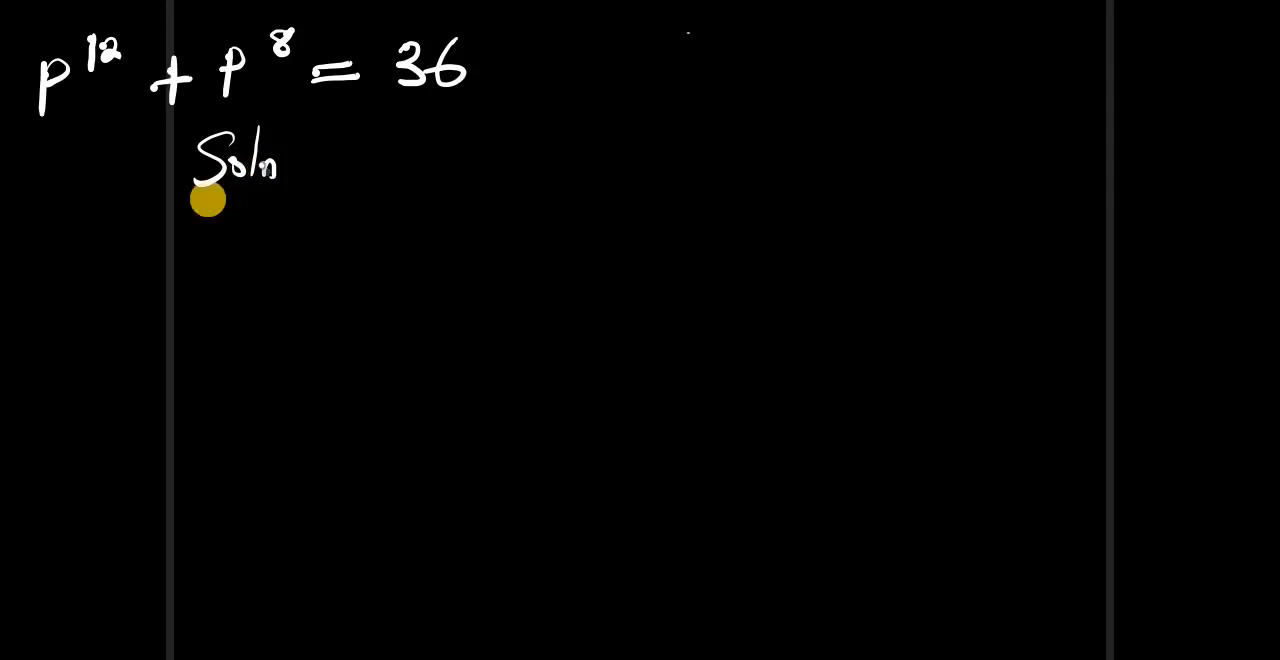 p¹² + p⁸ = 36
Soln